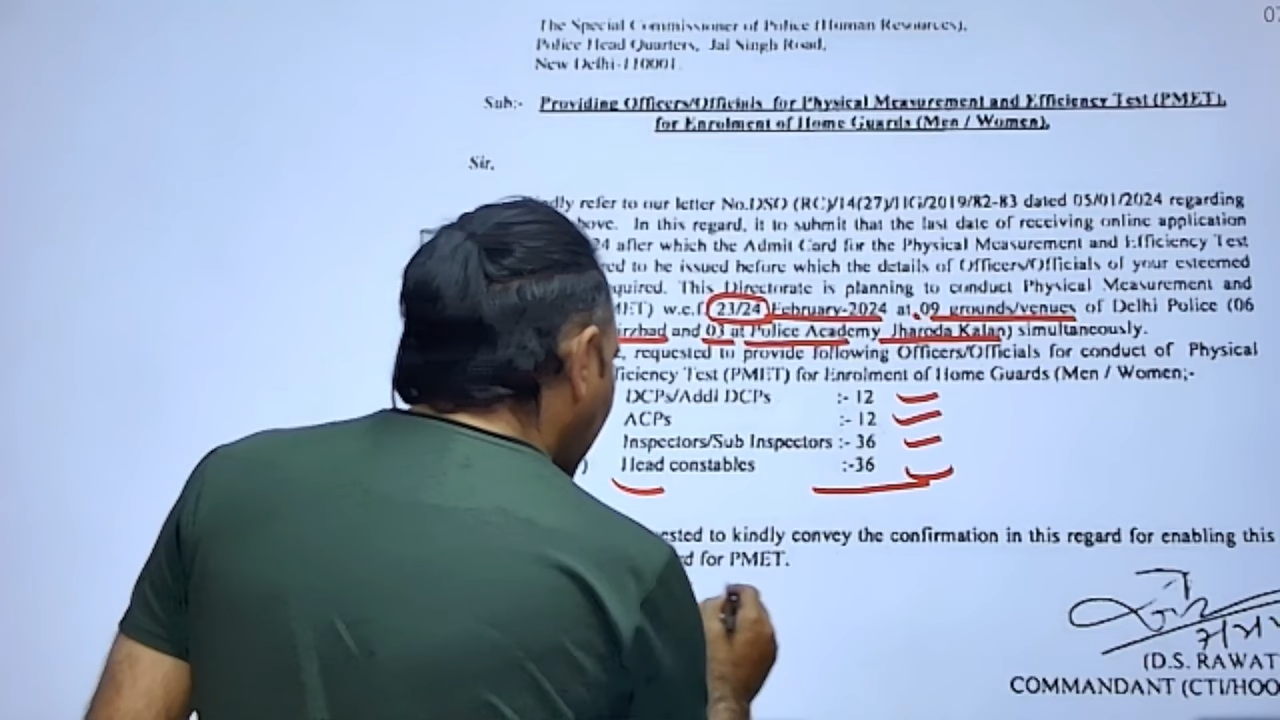 The Special Commissioner of Police (Human Resources),
Police Head Quarters, Jai Singh Road,
New Delhi-110001
Sub:- Providing Officers/Officials for Physical Measurement and Efficiency Test (PMET),
for Enrolment of Home Guards (Men / Women).
Sir,
refer to our letter No.DSO (RC)/14(27)/HG/2019/82-83 dated 05/01/2024 regarding
In this regard, it to submit that the last date of receiving online application
after which the Admit Card for the Physical Measurement and Efficiency Test
to be issued before which the details of Officers/Officials of your esteemed
This Directorate is planning to conduct Physical Measurement and
w.e.f. 23/24 February-2024 at 09 grounds/venues of Delhi Police (06
and 03 at Police Academy Jharoda Kalan) simultaneously.
requested to provide following Officers/Officials for conduct of Physical
Test (PMET) for Enrolment of Home Guards (Men / Women;-
DCPs/Addl DCPs :- 12
ACPs :- 12
Inspectors/Sub Inspectors :- 36
) Head constables :-36
to kindly convey the confirmation in this regard for enabling this
for PMET.
(D.S. RAWAT
COMMANDANT (CTI/HOO